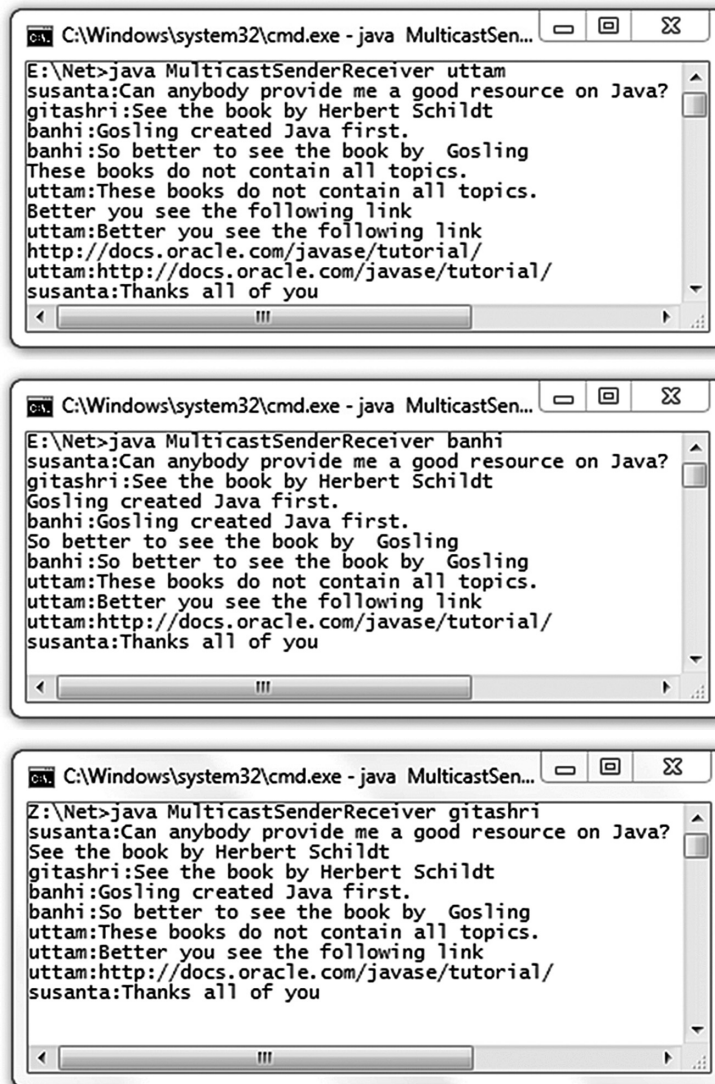 C:\Windows\system32\cmd.exe - java MulticastSen...
E:\Net>java MulticastSenderReceiver uttam
susanta:Can anybody provide me a good resource on Java?
gitashri:See the book by Herbert Schildt
banhi:Gosling created Java first.
banhi:So better to see the book by  Gosling
These books do not contain all topics.
uttam:These books do not contain all topics.
Better you see the following link
uttam:Better you see the following link
http://docs.oracle.com/javase/tutorial/
uttam:http://docs.oracle.com/javase/tutorial/
susanta:Thanks all of you
C:\Windows\system32\cmd.exe - java MulticastSen...
E:\Net>java MulticastSenderReceiver banhi
susanta:Can anybody provide me a good resource on Java?
gitashri:See the book by Herbert Schildt
Gosling created Java first.
banhi:Gosling created Java first.
So better to see the book by  Gosling
banhi:So better to see the book by  Gosling
uttam:These books do not contain all topics.
uttam:Better you see the following link
uttam:http://docs.oracle.com/javase/tutorial/
susanta:Thanks all of you
C:\Windows\system32\cmd.exe - java MulticastSen...
Z:\Net>java MulticastSenderReceiver gitashri
susanta:Can anybody provide me a good resource on Java?
See the book by Herbert Schildt
gitashri:See the book by Herbert Schildt
banhi:Gosling created Java first.
banhi:So better to see the book by  Gosling
uttam:These books do not contain all topics.
uttam:Better you see the following link
uttam:http://docs.oracle.com/javase/tutorial/
susanta:Thanks all of you